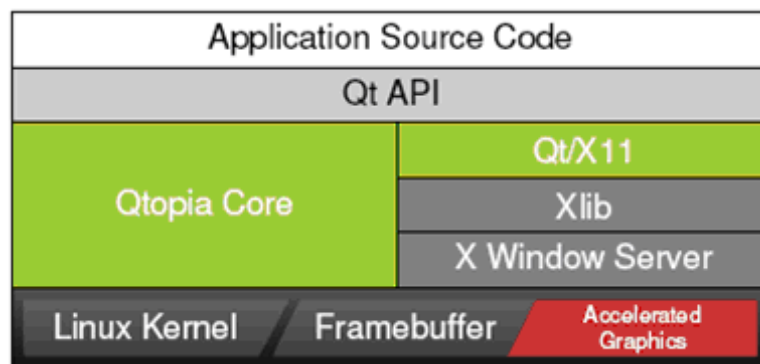 Application Source Code
Qt API
Qtopia Core
Qt/X11
Xlib
X Window Server
Linux Kernel
Framebuffer
Accelerated
Graphics